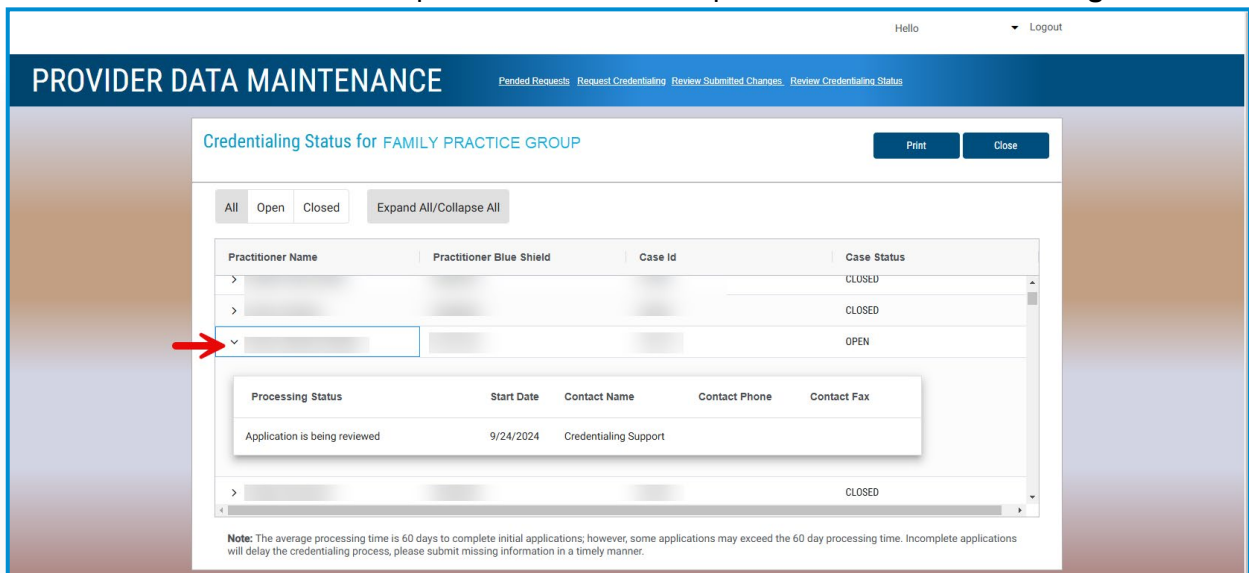 Hello Logout
PROVIDER DATA MAINTENANCE Pended Requests Request Credentialing Review Submitted Changes Review Credentialing Status
Credentialing Status for FAMILY PRACTICE GROUP Print Close
All Open Closed Expand All/Collapse All
Practitioner Name Practitioner Blue Shield Case Id Case Status
CLOSED
CLOSED
OPEN
Processing Status Start Date Contact Name Contact Phone Contact Fax
Application is being reviewed 9/24/2024 Credentialing Support
CLOSED
Note: The average processing time is 60 days to complete initial applications; however, some applications may exceed the 60 day processing time. Incomplete applications
will delay the credentialing process, please submit missing information in a timely manner.